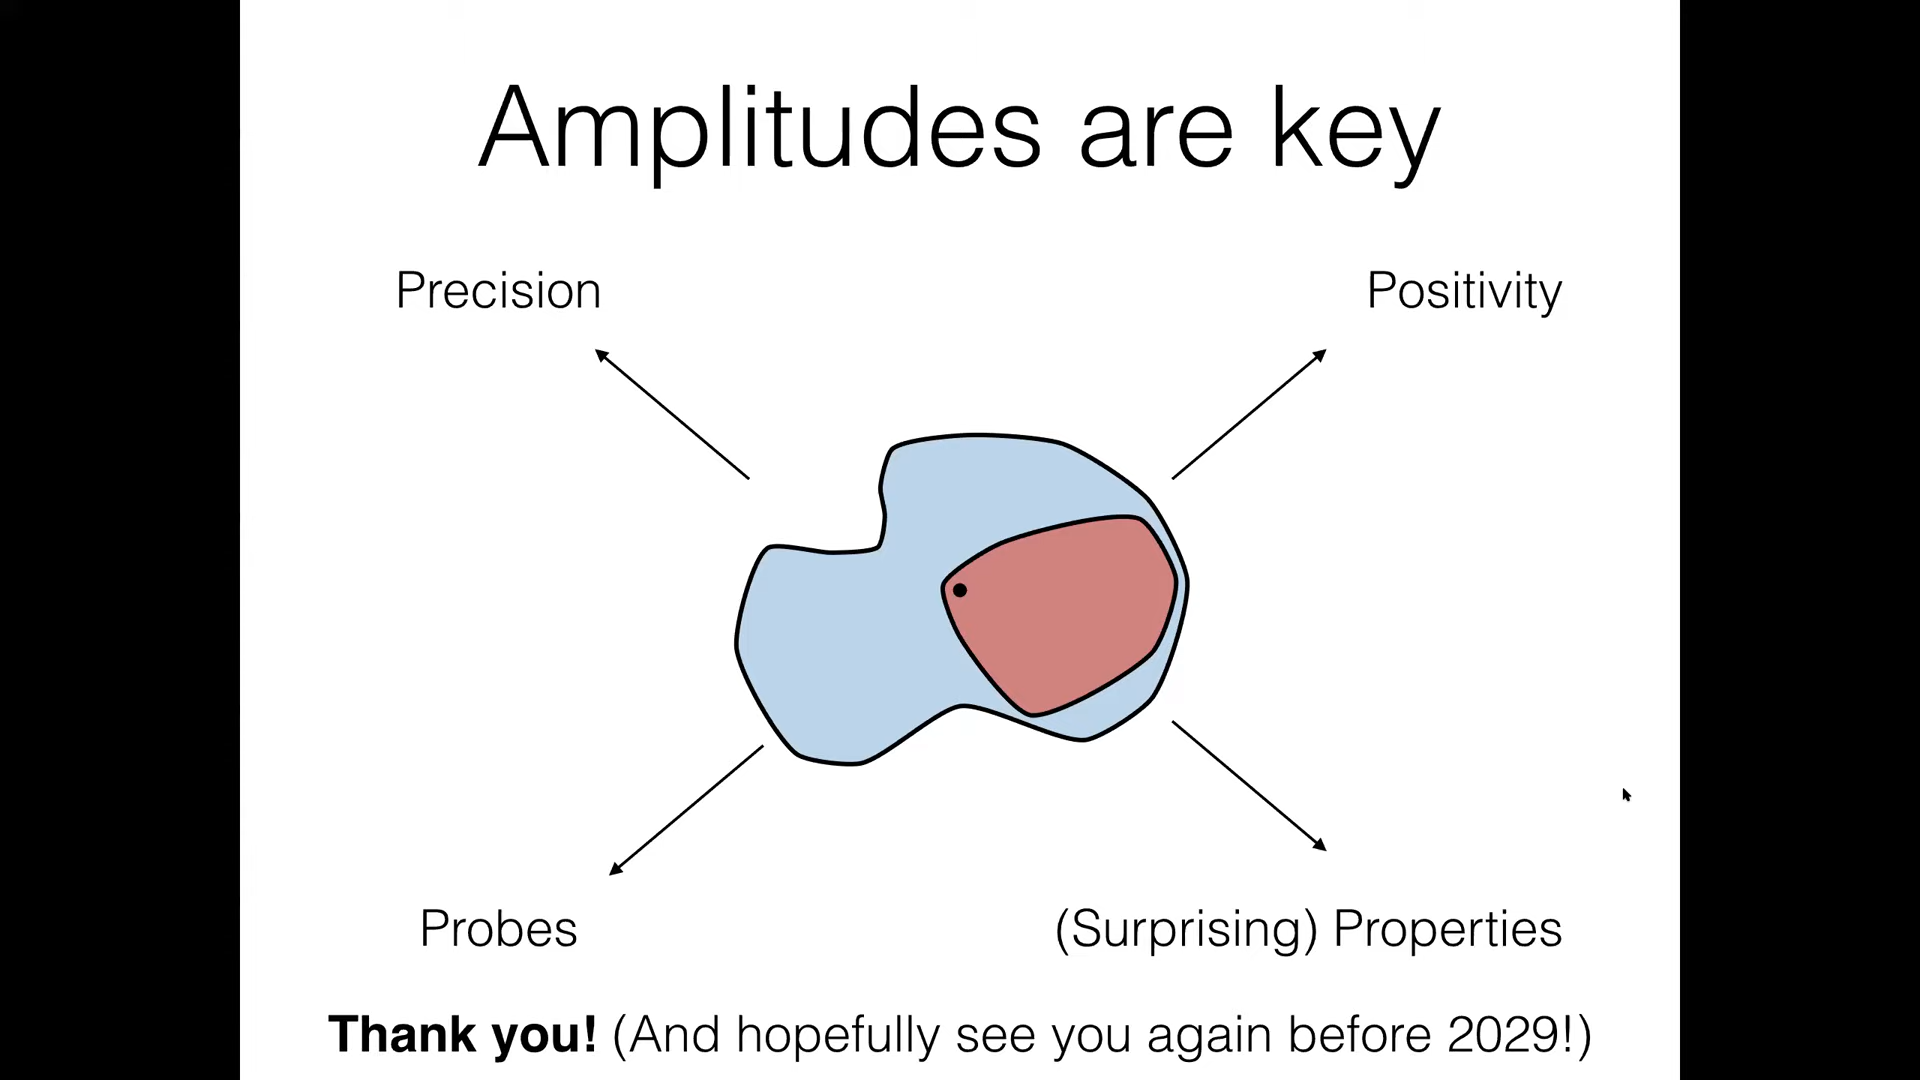 Amplitudes are key
Precision
Positivity
Probes
(Surprising) Properties
Thank you! (And hopefully see you again before 2029!)